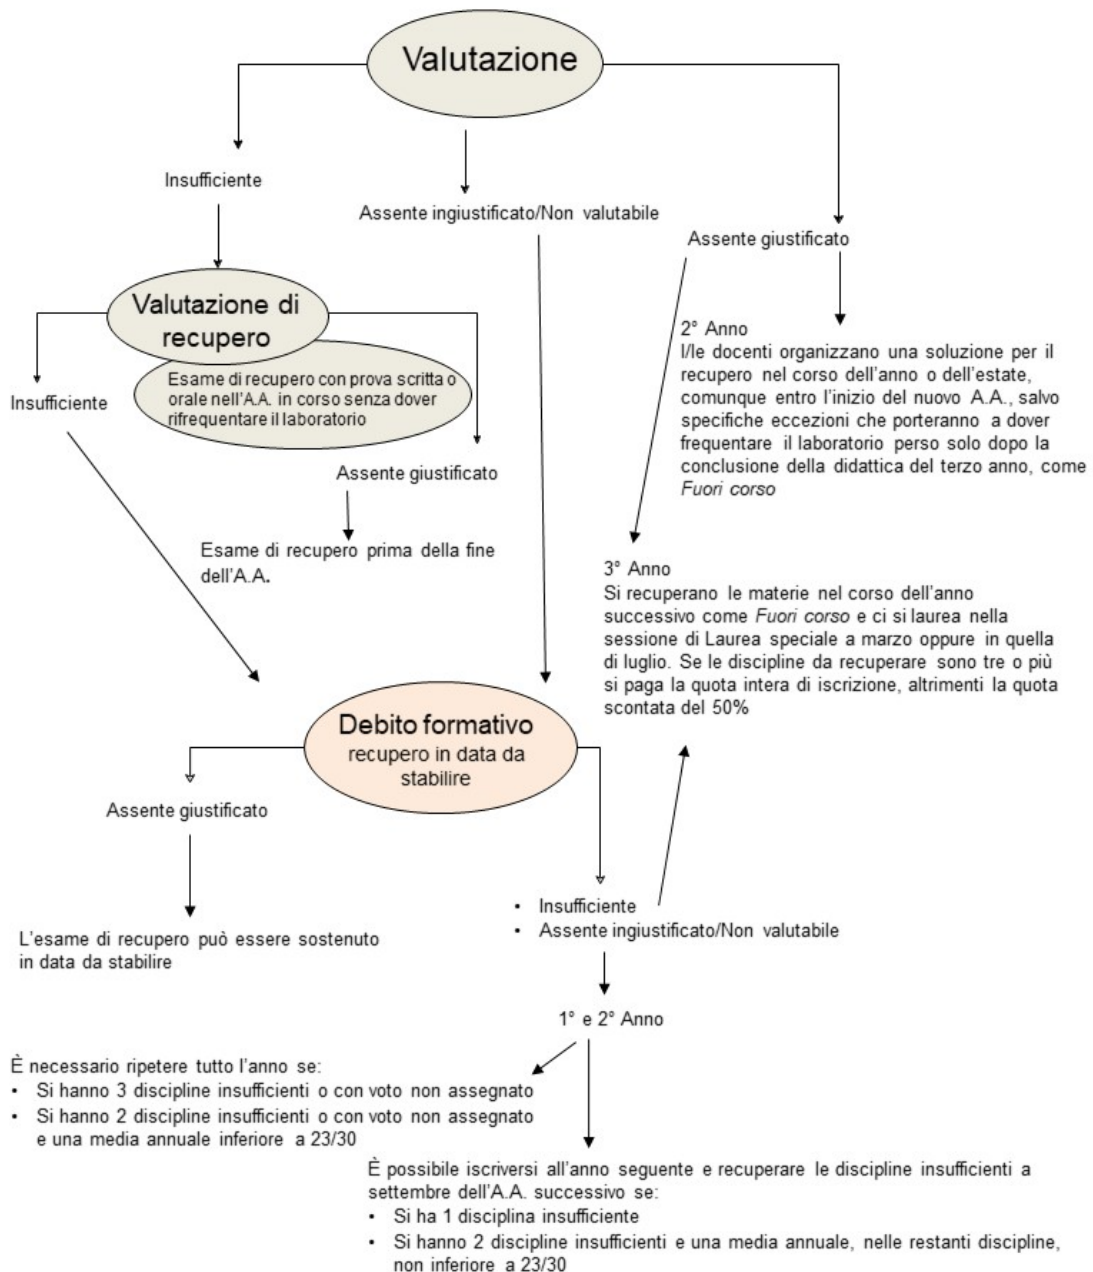 Valutazione
Insufficiente
Assente ingiustificato/Non valutabile
Assente giustificato
Valutazione di
recupero
Esame di recupero con prova scritta o
orale nell'A.A. in corso senza dover
rifrequentare il laboratorio
Insufficiente
Assente giustificato
Esame di recupero prima della fine
dell'A.A.
2° Anno
I/le docenti organizzano una soluzione per il
recupero nel corso dell'anno o dell'estate,
comunque entro l'inizio del nuovo A.A., salvo
specifiche eccezioni che porteranno a dover
frequentare il laboratorio perso solo dopo la
conclusione della didattica del terzo anno, come
Fuori corso
3° Anno
Si recuperano le materie nel corso dell'anno
successivo come Fuori corso e ci si laurea nella
sessione di Laurea speciale a marzo oppure in quella
di luglio. Se le discipline da recuperare sono tre o più
si paga la quota intera di iscrizione, altrimenti la quota
scontata del 50%
Debito formativo
recupero in data da
stabilire
Assente giustificato
L'esame di recupero può essere sostenuto
in data da stabilire
• Insufficiente
• Assente ingiustificato/Non valutabile
1° e 2° Anno
È necessario ripetere tutto l'anno se:
• Si hanno 3 discipline insufficienti o con voto non assegnato
• Si hanno 2 discipline insufficienti o con voto non assegnato
e una media annuale inferiore a 23/30
È possibile iscriversi all'anno seguente e recuperare le discipline insufficienti a
settembre dell'A.A. successivo se:
• Si ha 1 disciplina insufficiente
• Si hanno 2 discipline insufficienti e una media annuale, nelle restanti discipline,
non inferiore a 23/30